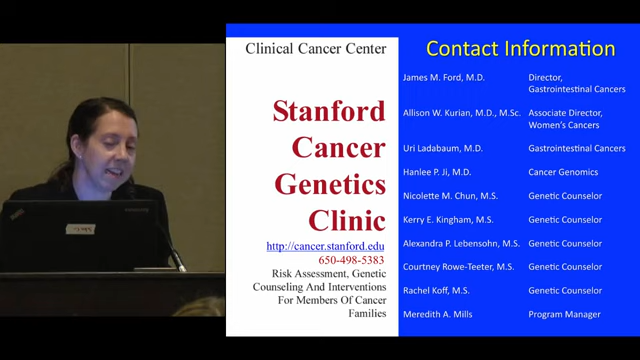 Clinical Cancer Center
Stanford
Cancer
Genetics
Clinic
http://cancer.stanford.edu
650-498-5383
Risk Assessment, Genetic
Counseling And Interventions
For Members Of Cancer
Families
Contact Information
James M. Ford, M.D. Director,
Gastrointestinal Cancers
Allison W. Kurian, M.D., M.Sc. Associate Director,
Women's Cancers
Uri Ladabaum, M.D. Gastrointestinal Cancers
Hanlee P. Ji, M.D. Cancer Genomics
Nicolette M. Chun, M.S. Genetic Counselor
Kerry E. Kingham, M.S. Genetic Counselor
Alexandra P. Lebensohn, M.S. Genetic Counselor
Courtney Rowe-Teeter, M.S. Genetic Counselor
Rachel Koff, M.S. Genetic Counselor
Meredith A. Mills Program Manager